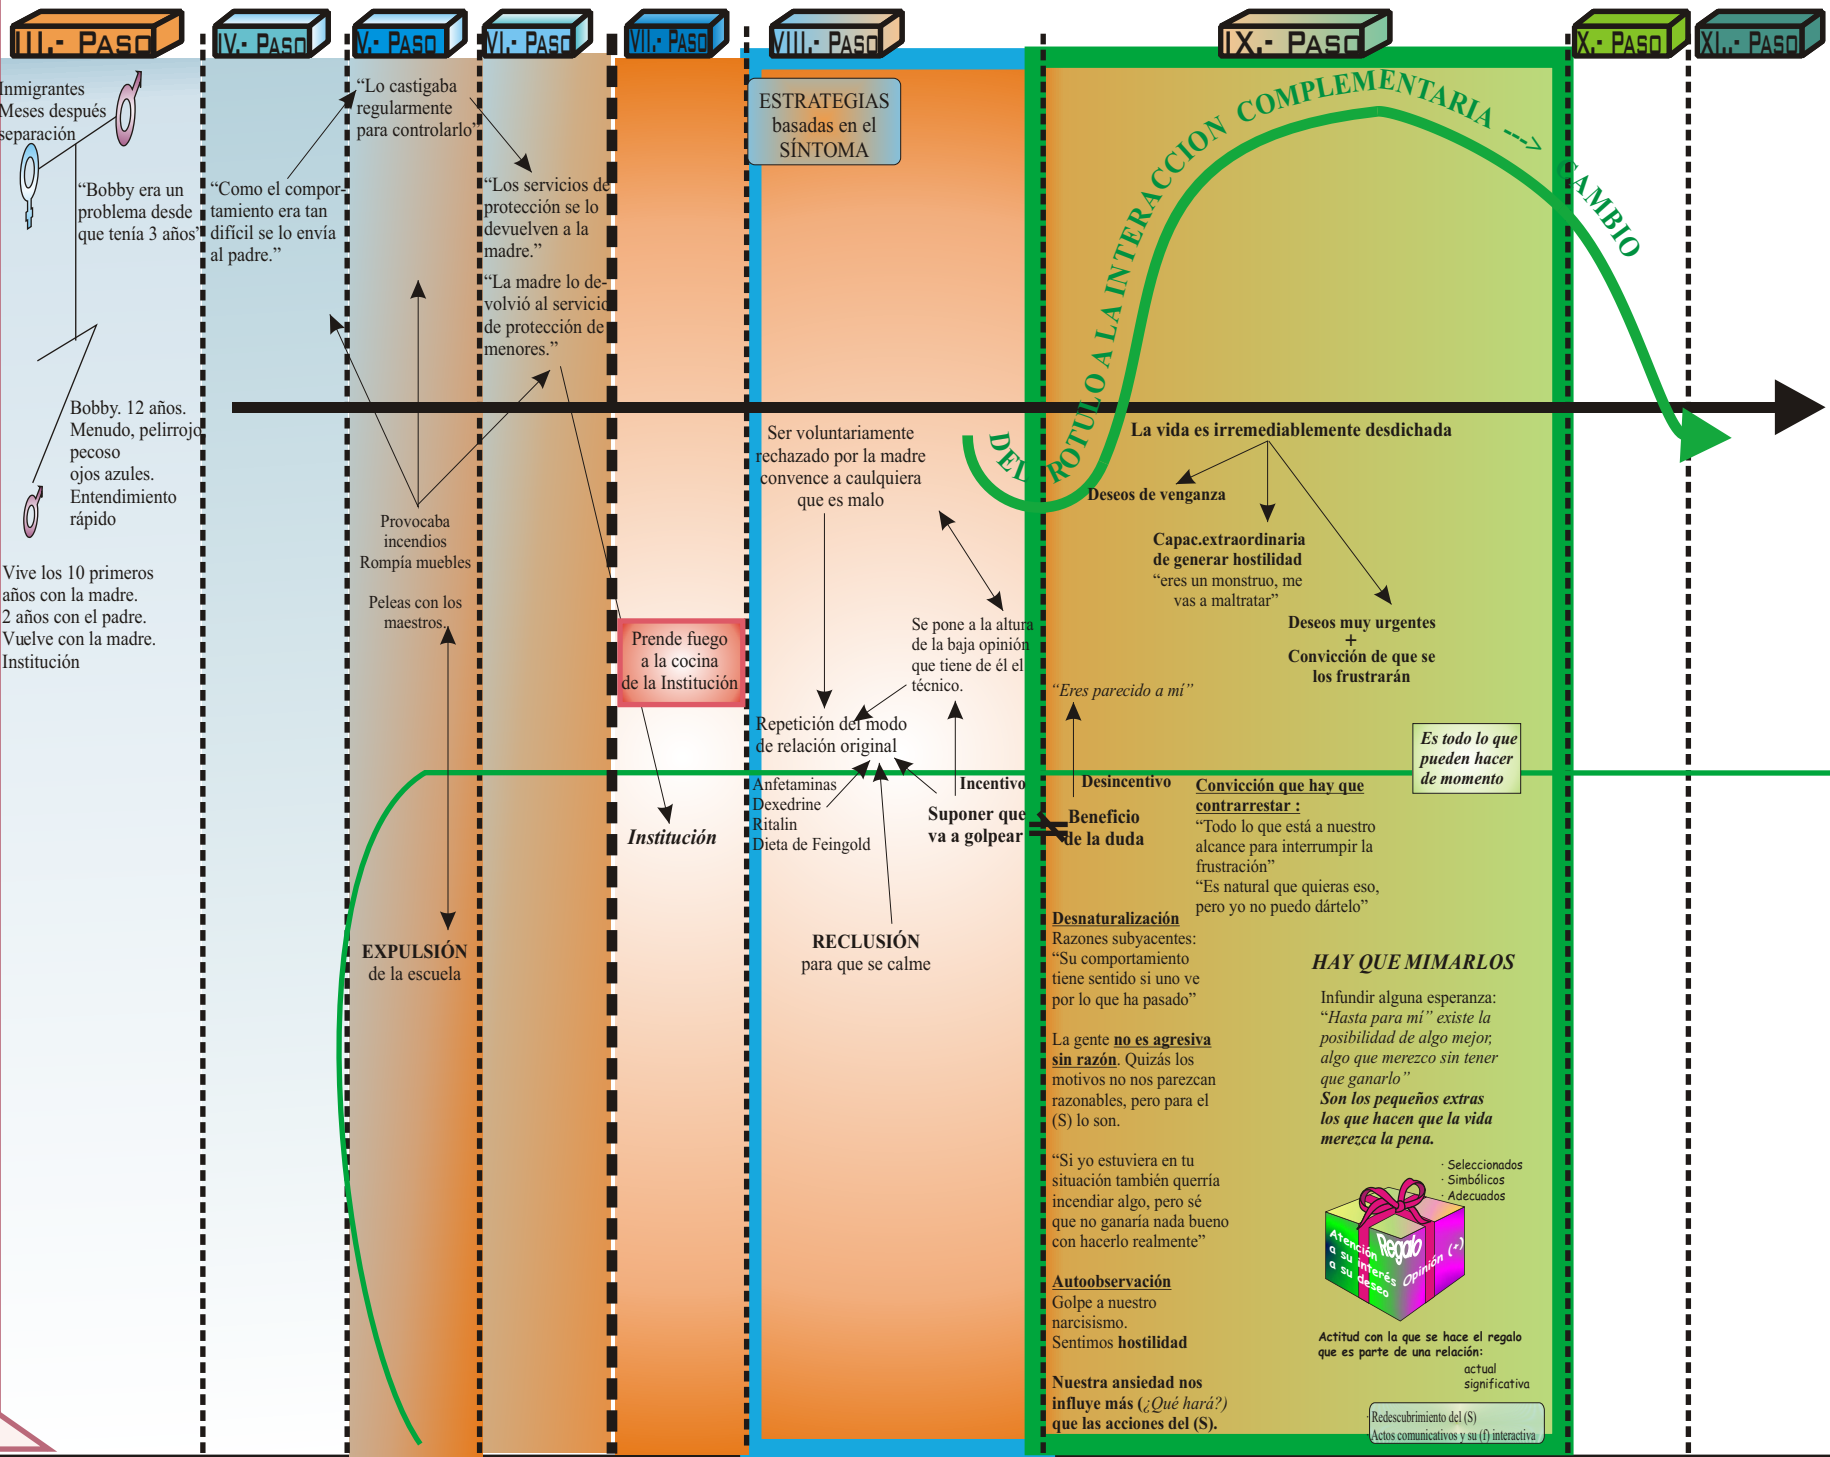 III.- PASO
IV.- PASO
V.- PASO
VI.- PASO
VII.- PASO
VIII.- PASO
IX.- PASO
X.- PASO
XI..- PASO
Inmigrantes
Meses después
separación
“Bobby era un
problema desde
que tenía 3 años”
Bobby. 12 años.
Menudo, pelirrojo
pecoso
ojos azules.
Entendimiento
rápido
Vive los 10 primeros
años con la madre.
2 años con el padre.
Vuelve con la madre.
Institución
“Como el compor-
tamiento era tan
difícil se lo envía
al padre.”
“Lo castigaba
regularmente
para controlarlo”
Provocaba
incendios
Rompía muebles
Peleas con los
maestros.
EXPULSIÓN
de la escuela
“Los servicios de
protección se lo
devuelven a la
madre.”
“La madre lo de-
volvió al servicio
de protección de
menores.”
Prende fuego
a la cocina
de la Institución
Institución
ESTRATEGIAS
basadas en el
SÍNTOMA
Ser voluntariamente
rechazado por la madre
convence a caulquiera
que es malo
Se pone a la altura
de la baja opinión
que tiene de él el
técnico.
Repetición del modo
de relación original
Anfetaminas
Dexedrine
Ritalin
Dieta de Feingold
Incentivo
Suponer que
va a golpear
RECLUSIÓN
para que se calme
DEL ROTULO A LA INTERACCION COMPLEMENTARIA ---> CAMBIO
La vida es irremediablemente desdichada
Deseos de venganza
Capac.extraordinaria
de generar hostilidad
“eres un monstruo, me
vas a maltratar”
Deseos muy urgentes
+
Convicción de que se
los frustrarán
“Eres parecido a mí”
Desincentivo
Beneficio
de la duda
Es todo lo que
pueden hacer
de momento
Convicción que hay que
contrarrestar :
“Todo lo que está a nuestro
alcance para interrumpir la
frustración”
“Es natural que quieras eso,
pero yo no puedo dártelo”
Desnaturalización
Razones subyacentes:
“Su comportamiento
tiene sentido si uno ve
por lo que ha pasado”
La gente no es agresiva
sin razón. Quizás los
motivos no nos parezcan
razonables, pero para el
(S) lo son.
“Si yo estuviera en tu
situación también querría
incendiar algo, pero sé
que no ganaría nada bueno
con hacerlo realmente”
Autoobservación
Golpe a nuestro
narcisismo.
Sentimos hostilidad
Nuestra ansiedad nos
influye más (¿Qué hará?)
que las acciones del (S).
HAY QUE MIMARLOS
Infundir alguna esperanza:
“Hasta para mí” existe la
posibilidad de algo mejor,
algo que merezco sin tener
que ganarlo”
Son los pequeños extras
los que hacen que la vida
merezca la pena.
· Seleccionados
· Simbólicos
· Adecuados
Atención
a su interés
a su deseo
Regalo
Opinión (*)
Actitud con la que se hace el regalo
que es parte de una relación:
actual
significativa
· Redescubrimiento del (S)
Actos comunicativos y su (f) interactiva